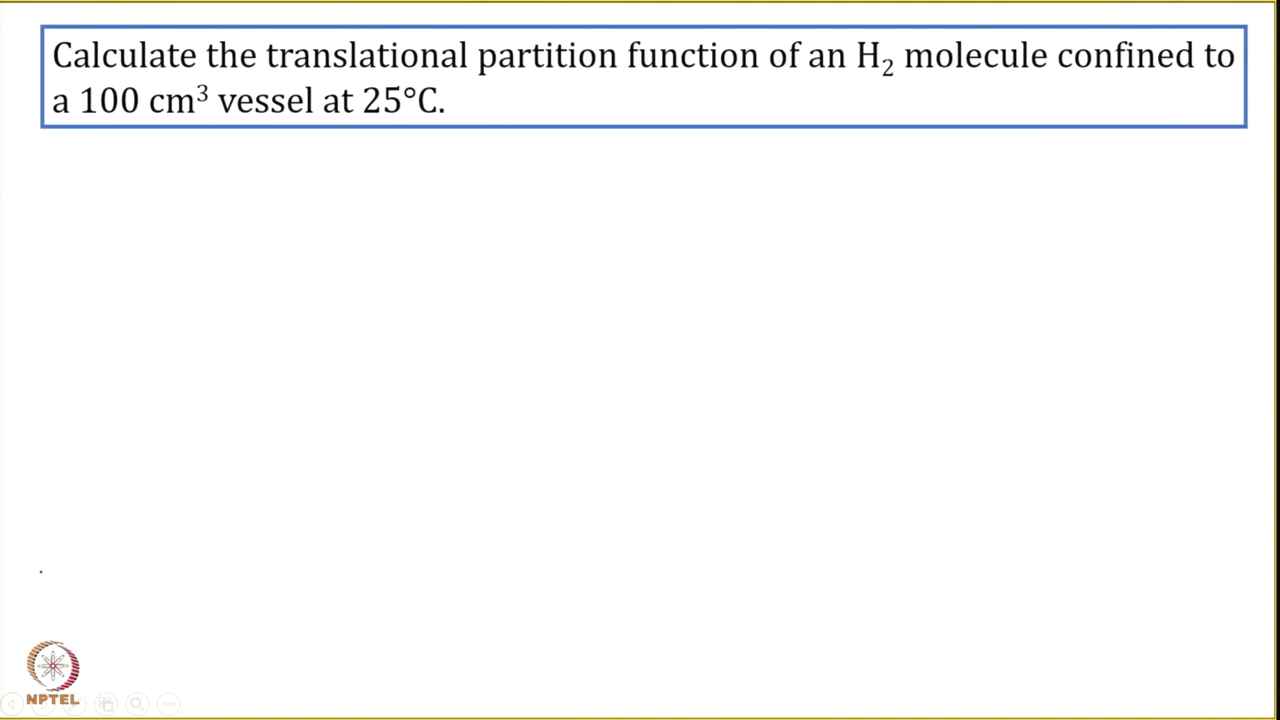 Calculate the translational partition function of an H₂ molecule confined to
a 100 cm³ vessel at 25°C.
NPTEL